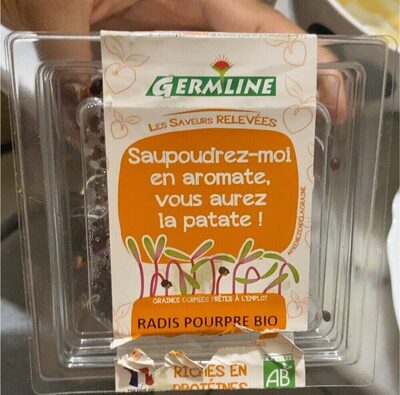 GERMLINE
LES SAVEURS RELEVÉES
Saupoudrez-moi
en aromate,
vous aurez
la patate !
#PRENEZENDELAGRAINE
GRAINES GERMÉES PRÊTES À L'EMPLOI
RADIS POURPRE BIO
RICHES EN
PROTÉINES
AB